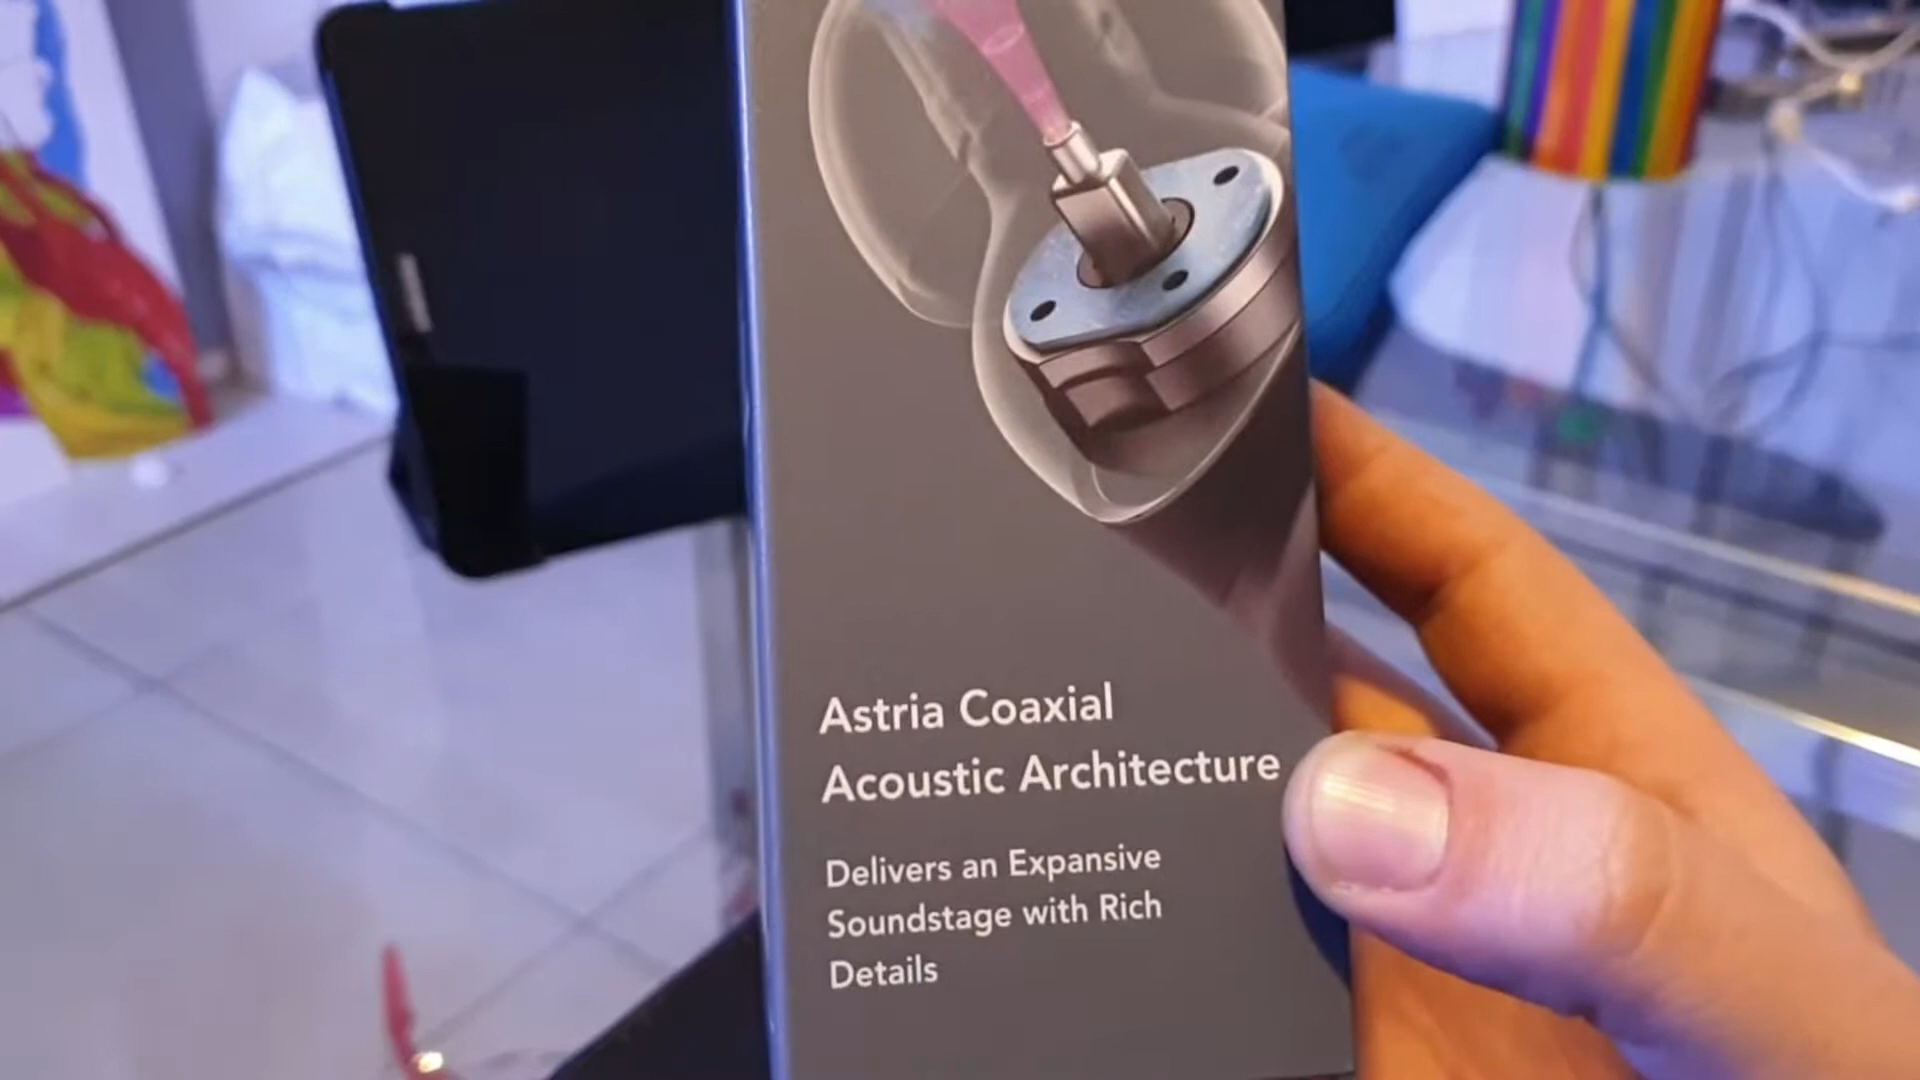 Astria Coaxial
Acoustic Architecture
Delivers an Expansive
Soundstage with Rich
Details